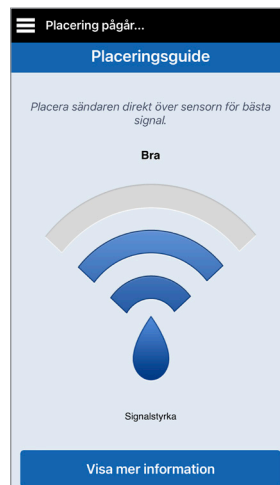 Placering pågår...
Placeringsguide
Placera sändaren direkt över sensorn för bästa
signal.
Bra
Signalstyrka
Visa mer information